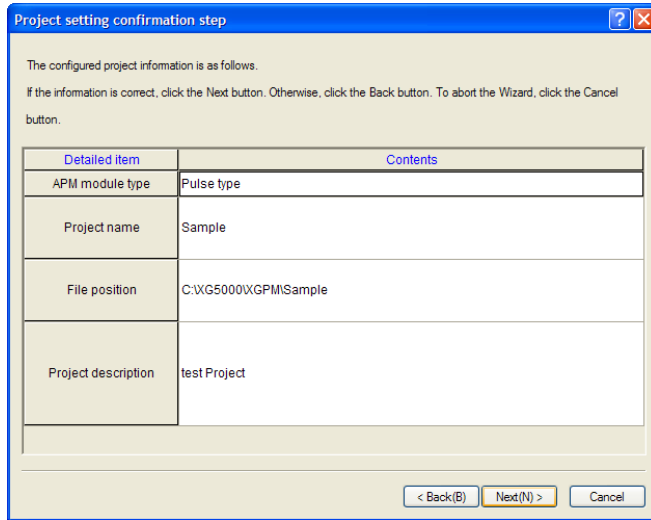 Project setting confirmation step
The configured project information is as follows.
If the information is correct, click the Next button. Otherwise, click the Back button. To abort the Wizard, click the Cancel
button.
Detailed item Contents
APM module type Pulse type
Project name Sample
File position C:\XG5000\XGPM\Sample
Project description test Project
< Back(B) Next(N) > Cancel